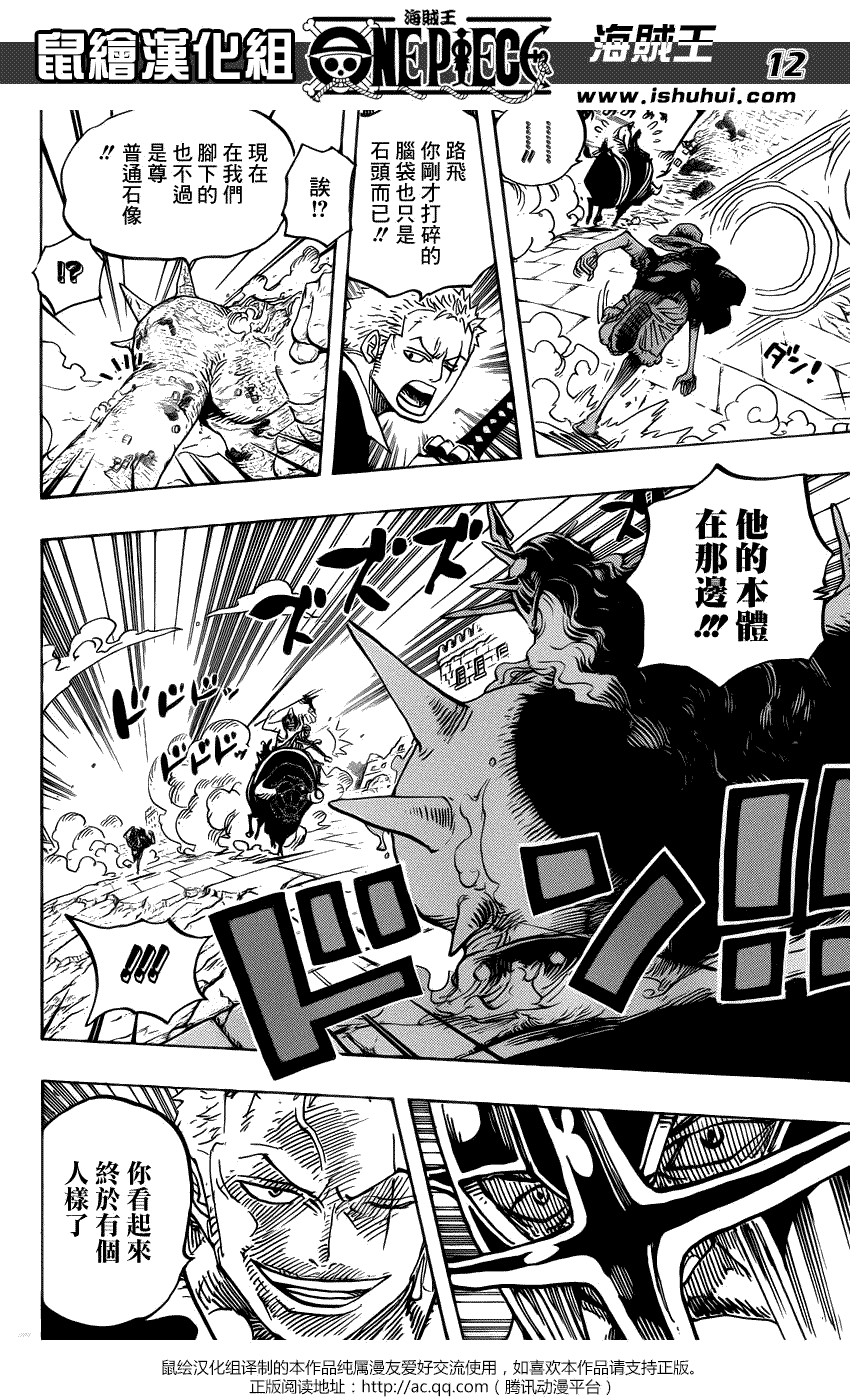 鼠繪漢化組
海賊王
ONE PIECE
海賊王
12
www.ishuhui.com
…………
ダンッ!
路飛
你剛才打碎的
腦袋也只是
石頭而已!!
誒!?
現在
在我們
腳下的
也不過
是尊
普通石像
!!
!?
他的本體
在那邊!!!
ズズズ
ドドドッ
ドドドッ
ドン!!
!!!
你看起來
終於有個
人樣了
鼠绘汉化组译制的本作品纯属漫友爱好交流使用，如喜欢本作品请支持正版。
正版阅读地址：http://ac.qq.com（腾讯动漫平台）